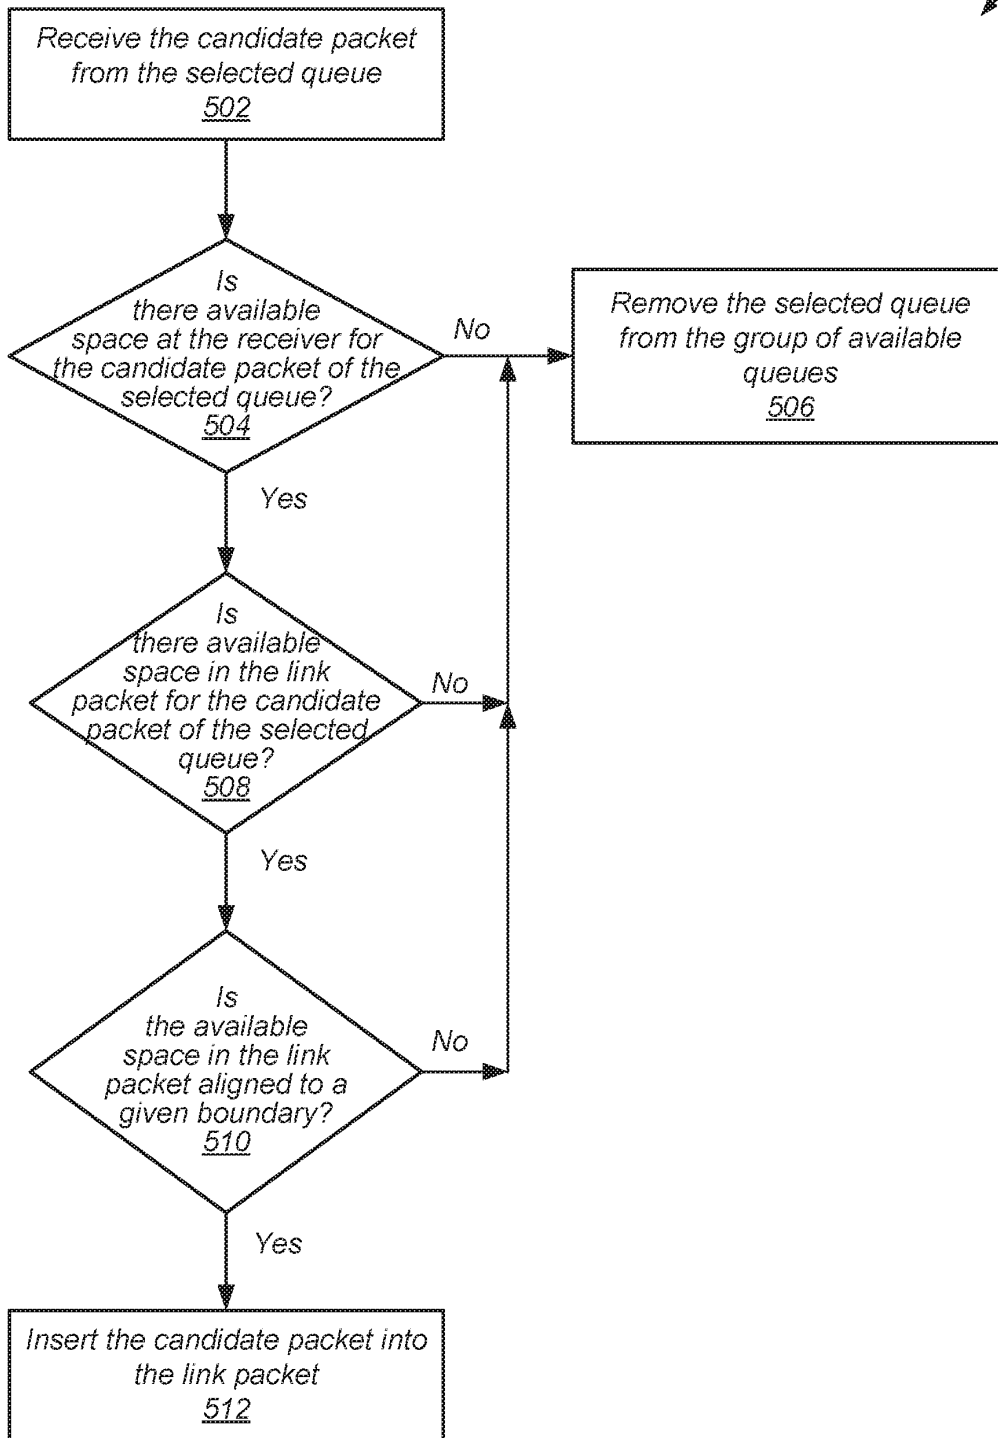 Receive the candidate packet
from the selected queue
502
Is
there available
space at the receiver for
the candidate packet of the
selected queue?
504
No
Remove the selected queue
from the group of available
queues
506
Yes
Is
there available
space in the link
packet for the candidate
packet of the selected
queue?
508
No
Yes
Is
the available
space in the link
packet aligned to a
given boundary?
510
No
Yes
Insert the candidate packet into
the link packet
512